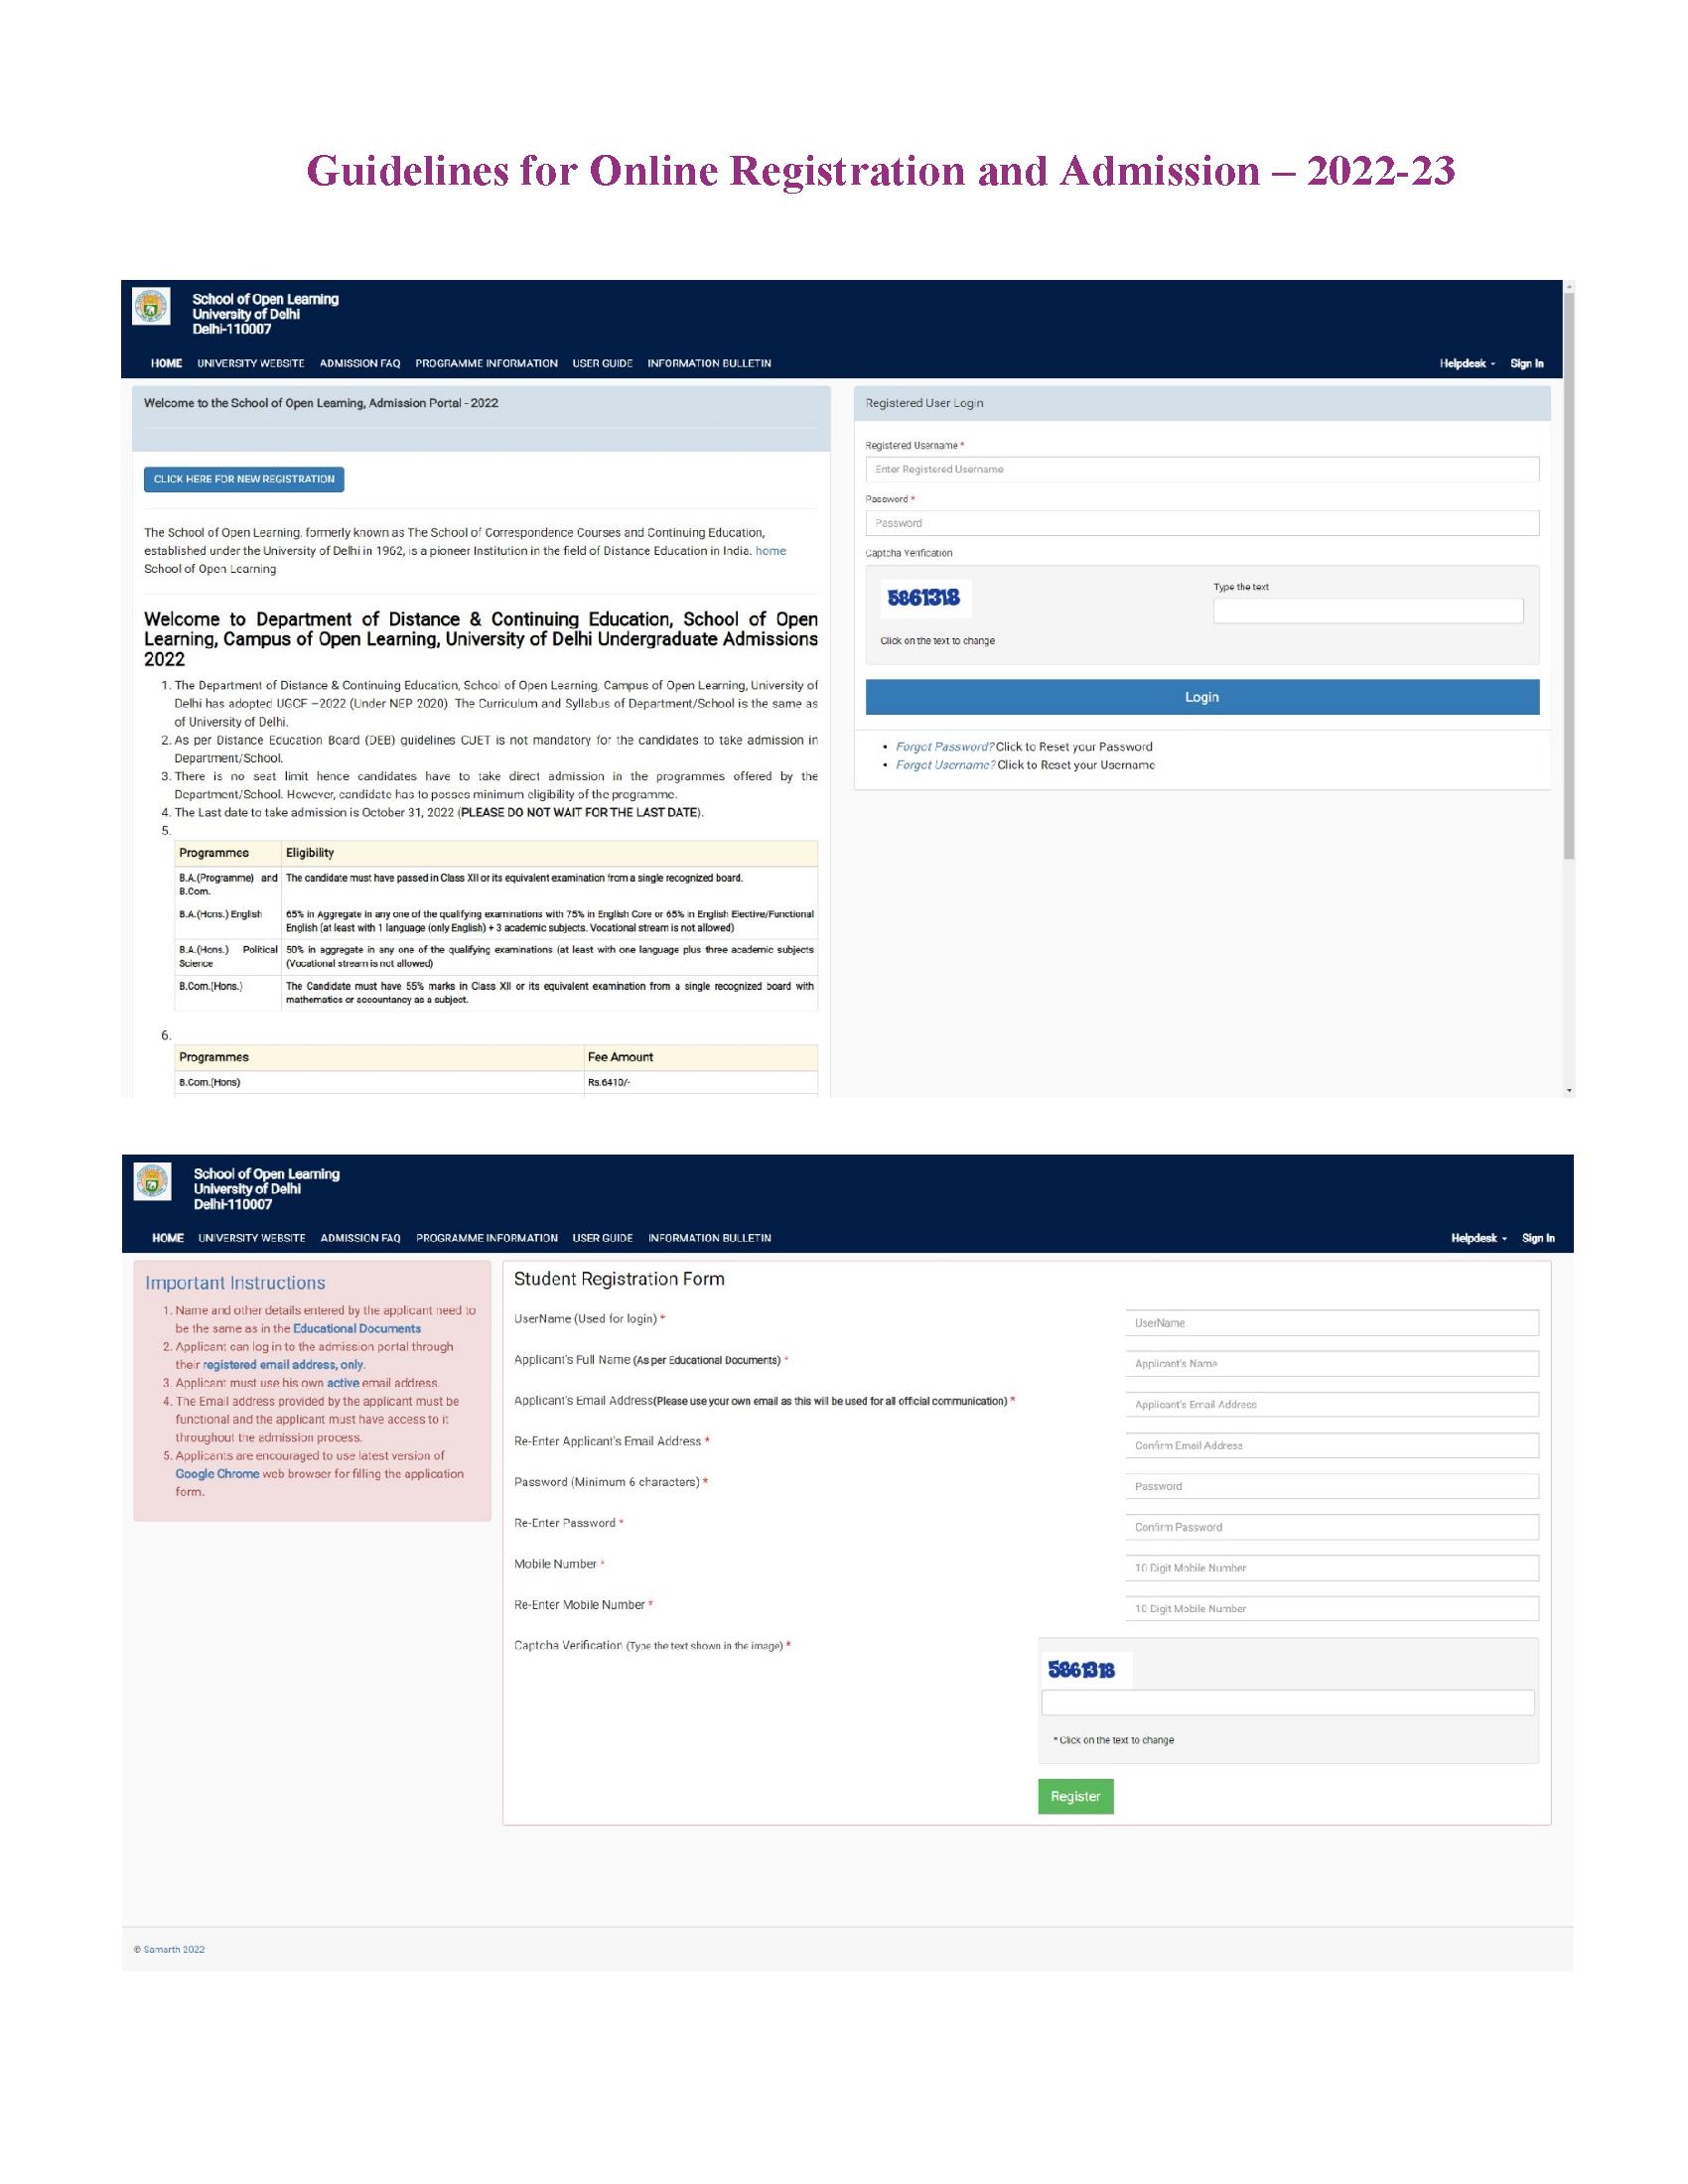 Guidelines for Online Registration and Admission – 2022-23
School of Open Learning
University of Delhi
Delhi-110007
HOME UNIVERSITY WEBSITE ADMISSION FAQ PROGRAMME INFORMATION USER GUIDE INFORMATION BULLETIN Helpdesk Sign In
Welcome to the School of Open Learning, Admission Portal - 2022
CLICK HERE FOR NEW REGISTRATION
The School of Open Learning, formerly known as The School of Correspondence Courses and Continuing Education,
established under the University of Delhi in 1962, is a pioneer Institution in the field of Distance Education in India. home
School of Open Learning
Welcome to Department of Distance & Continuing Education, School of Open
Learning, Campus of Open Learning, University of Delhi Undergraduate Admissions
2022
1. The Department of Distance & Continuing Education, School of Open Learning, Campus of Open Learning, University of
Delhi has adopted UGCF –2022 (Under NEP 2020). The Curriculum and Syllabus of Department/School is the same as
of University of Delhi.
2. As per Distance Education Board (DEB) guidelines CUET is not mandatory for the candidates to take admission in
Department/School.
3. There is no seat limit hence candidates have to take direct admission in the programmes offered by the
Department/School. However, candidate has to posses minimum eligibility of the programme.
4. The Last date to take admission is October 31, 2022 (PLEASE DO NOT WAIT FOR THE LAST DATE).
5.
Programmes Eligibility
B.A.(Programme) and The candidate must have passed in Class XII or its equivalent examination from a single recognized board.
B.Com.
B.A.(Hons.) English 65% in Aggregate in any one of the qualifying examinations with 75% in English Core or 65% in English Elective/Functional
English (at least with 1 language (only English) + 3 academic subjects. Vocational stream is not allowed)
B.A.(Hons.) Political 50% in aggregate in any one of the qualifying examinations (at least with one language plus three academic subjects
Science (Vocational stream is not allowed)
B.Com.(Hons.) The Candidate must have 55% marks in Class XII or its equivalent examination from a single recognized board with
mathematics or accountancy as a subject.
6.
Programmes Fee Amount
B.Com.(Hons) Rs.6410/-
Registered User Login
Registered Username *
Enter Registered Username
Password *
Password
Captcha Verification
5861318
Type the text
Click on the text to change
Login
• Forgot Password? Click to Reset your Password
• Forgot Username? Click to Reset your Username
School of Open Learning
University of Delhi
Delhi-110007
HOME UNIVERSITY WEBSITE ADMISSION FAQ PROGRAMME INFORMATION USER GUIDE INFORMATION BULLETIN Helpdesk Sign In
Important Instructions
1. Name and other details entered by the applicant need to
be the same as in the Educational Documents
2. Applicant can log in to the admission portal through
their registered email address, only.
3. Applicant must use his own active email address.
4. The Email address provided by the applicant must be
functional and the applicant must have access to it
throughout the admission process.
5. Applicants are encouraged to use latest version of
Google Chrome web browser for filling the application
form.
Student Registration Form
UserName (Used for login) * UserName
Applicant's Full Name (As per Educational Documents) * Applicant's Name
Applicant's Email Address(Please use your own email as this will be used for all official communication) * Applicant's Email Address
Re-Enter Applicant's Email Address * Confirm Email Address
Password (Minimum 6 characters) * Password
Re-Enter Password * Confirm Password
Mobile Number * 10 Digit Mobile Number
Re-Enter Mobile Number * 10 Digit Mobile Number
Captcha Verification (Type the text shown in the image) *
5861318
* Click on the text to change
Register
© Samarth 2022